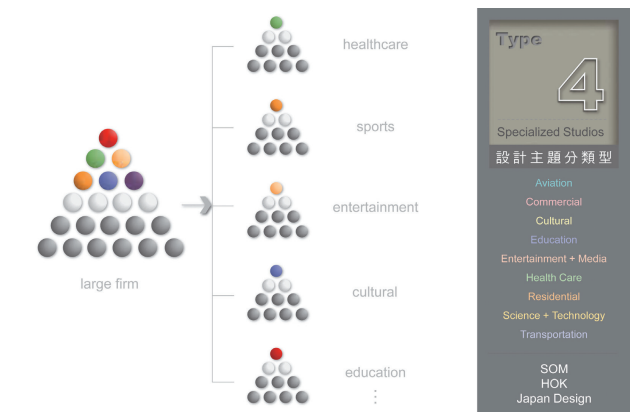 healthcare
sports
entertainment
cultural
education
large firm
Type
4
Specialized Studios
設計主題分類型
Aviation
Commercial
Cultural
Education
Entertainment + Media
Health Care
Residential
Science + Technology
Transportation
SOM
HOK
Japan Design